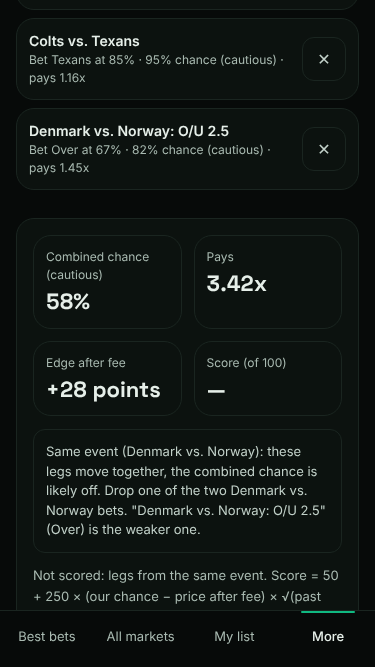 Colts vs. Texans
Bet Texans at 85% · 95% chance (cautious) ·
pays 1.16x
Denmark vs. Norway: O/U 2.5
Bet Over at 67% · 82% chance (cautious) ·
pays 1.45x
Combined chance
(cautious)
58%
Pays
3.42x
Edge after fee
+28 points
Score (of 100)
—
Same event (Denmark vs. Norway): these
legs move together, the combined chance is
likely off. Drop one of the two Denmark vs.
Norway bets. "Denmark vs. Norway: O/U 2.5"
(Over) is the weaker one.
Not scored: legs from the same event. Score = 50
+ 250 × (our chance − price after fee) × √(past
Best bets
All markets
My list
More